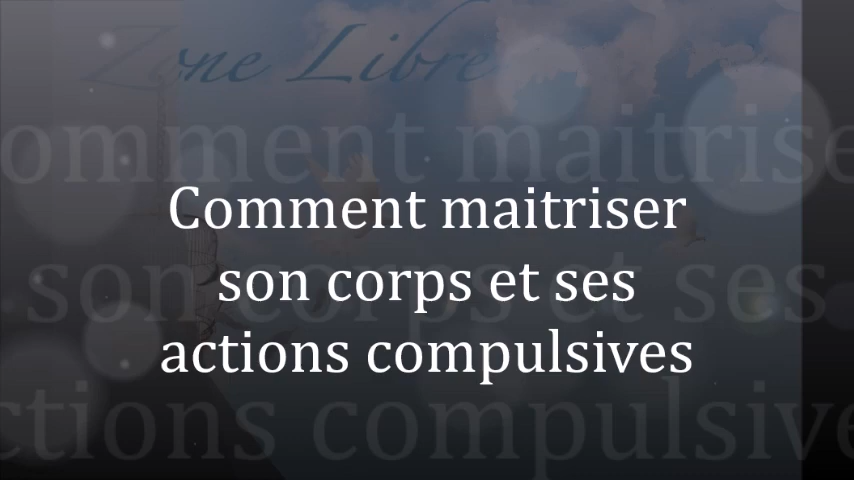 Zone Libre
Comment maitriser
son corps et ses
actions compulsives